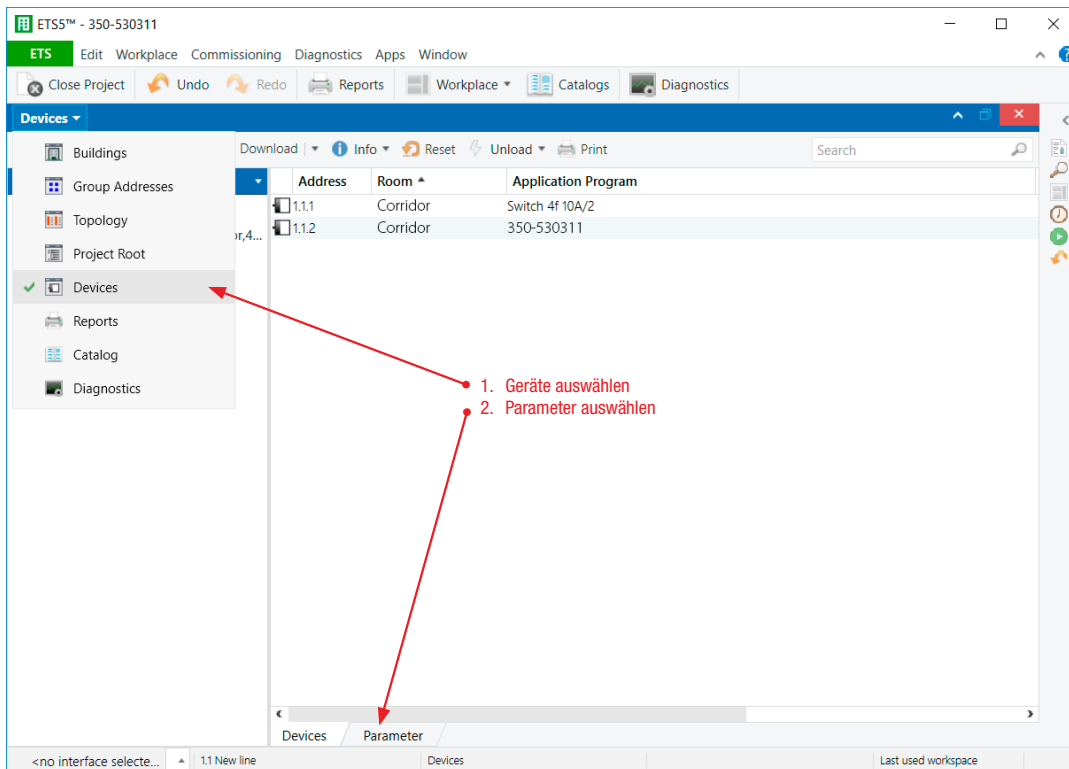 ETS5™ - 350-530311
ETS Edit Workplace Commissioning Diagnostics Apps Window
Close Project Undo Redo Reports Workplace Catalogs Diagnostics
Devices
Download Info Reset Unload Print Search
Buildings
Group Addresses
Topology
Project Root
Devices
Reports
Catalog
Diagnostics
Address Room Application Program
1.1.1 Corridor Switch 4f 10A/2
or,4... 1.1.2 Corridor 350-530311
1. Geräte auswählen
2. Parameter auswählen
Devices Parameter
<no interface selecte... 1.1 New line Devices Last used workspace